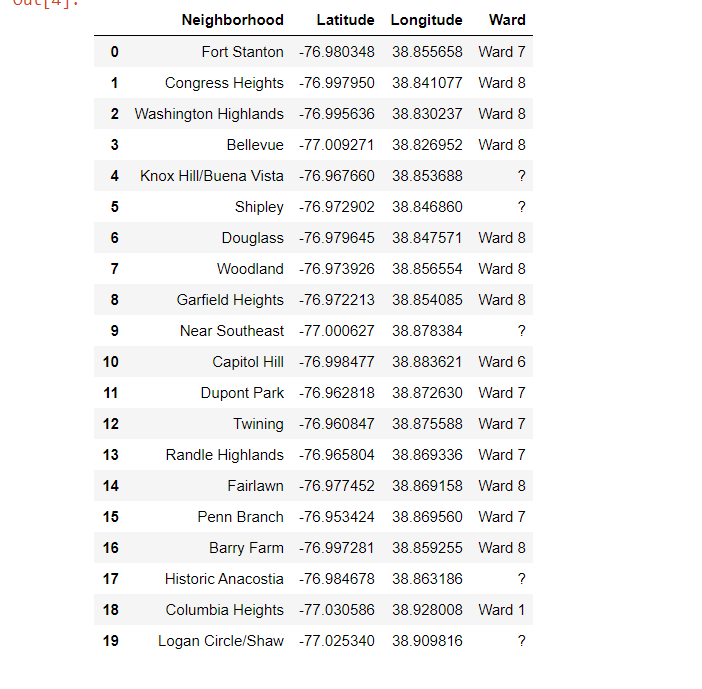 Out[4]:
Neighborhood Latitude Longitude Ward
0 Fort Stanton -76.980348 38.855658 Ward 7
1 Congress Heights -76.997950 38.841077 Ward 8
2 Washington Highlands -76.995636 38.830237 Ward 8
3 Bellevue -77.009271 38.826952 Ward 8
4 Knox Hill/Buena Vista -76.967660 38.853688 ?
5 Shipley -76.972902 38.846860 ?
6 Douglass -76.979645 38.847571 Ward 8
7 Woodland -76.973926 38.856554 Ward 8
8 Garfield Heights -76.972213 38.854085 Ward 8
9 Near Southeast -77.000627 38.878384 ?
10 Capitol Hill -76.998477 38.883621 Ward 6
11 Dupont Park -76.962818 38.872630 Ward 7
12 Twining -76.960847 38.875588 Ward 7
13 Randle Highlands -76.965804 38.869336 Ward 7
14 Fairlawn -76.977452 38.869158 Ward 8
15 Penn Branch -76.953424 38.869560 Ward 7
16 Barry Farm -76.997281 38.859255 Ward 8
17 Historic Anacostia -76.984678 38.863186 ?
18 Columbia Heights -77.030586 38.928008 Ward 1
19 Logan Circle/Shaw -77.025340 38.909816 ?